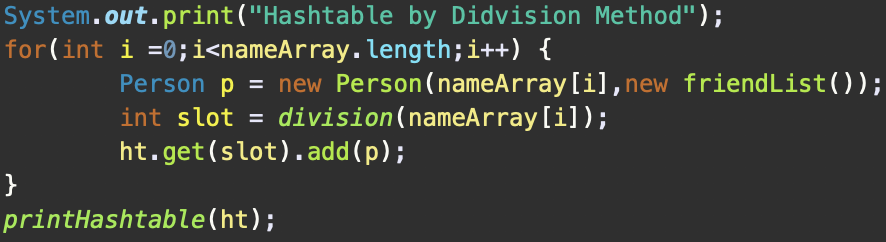 System.out.print("Hashtable by Didvision Method");
for(int i =0;i<nameArray.length;i++) {
        Person p = new Person(nameArray[i],new friendList());
        int slot = division(nameArray[i]);
        ht.get(slot).add(p);
}
printHashtable(ht);